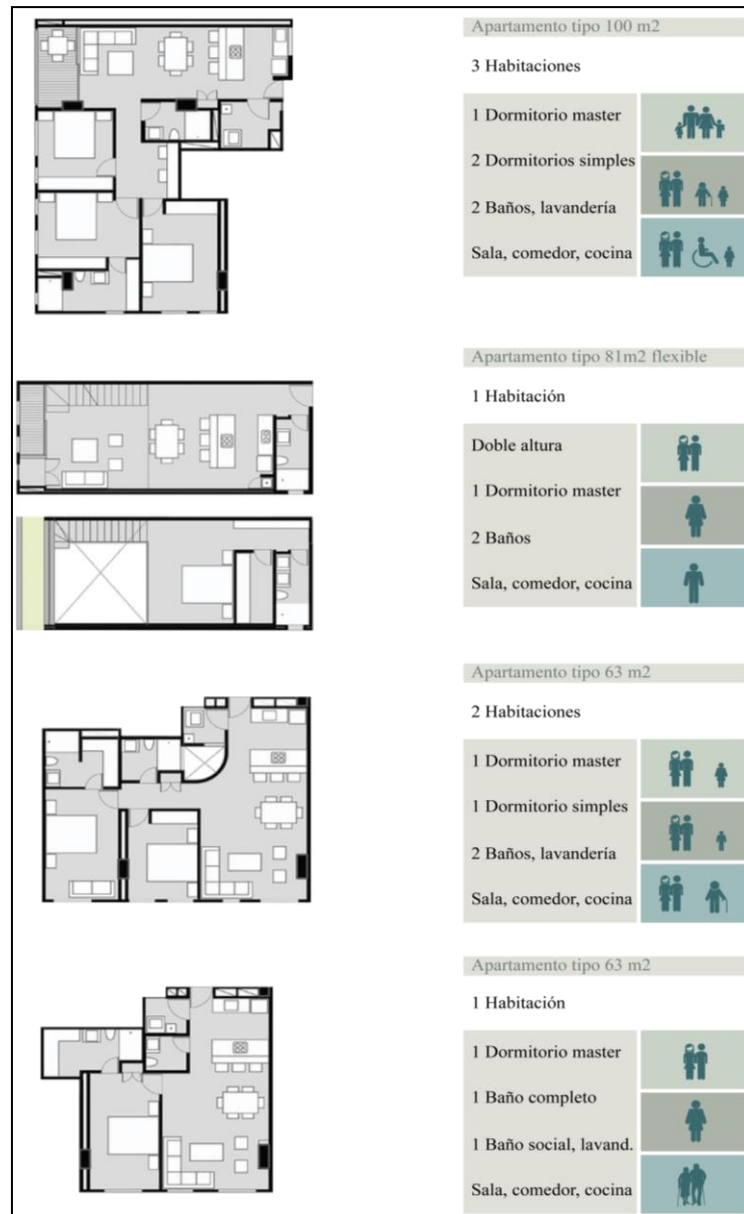 Apartamento tipo 100 m2
3 Habitaciones
1 Dormitorio master
2 Dormitorios simples
2 Baños, lavandería
Sala, comedor, cocina
Apartamento tipo 81m2 flexible
1 Habitación
Doble altura
1 Dormitorio master
2 Baños
Sala, comedor, cocina
Apartamento tipo 63 m2
2 Habitaciones
1 Dormitorio master
1 Dormitorio simples
2 Baños, lavandería
Sala, comedor, cocina
Apartamento tipo 63 m2
1 Habitación
1 Dormitorio master
1 Baño completo
1 Baño social, lavand.
Sala, comedor, cocina